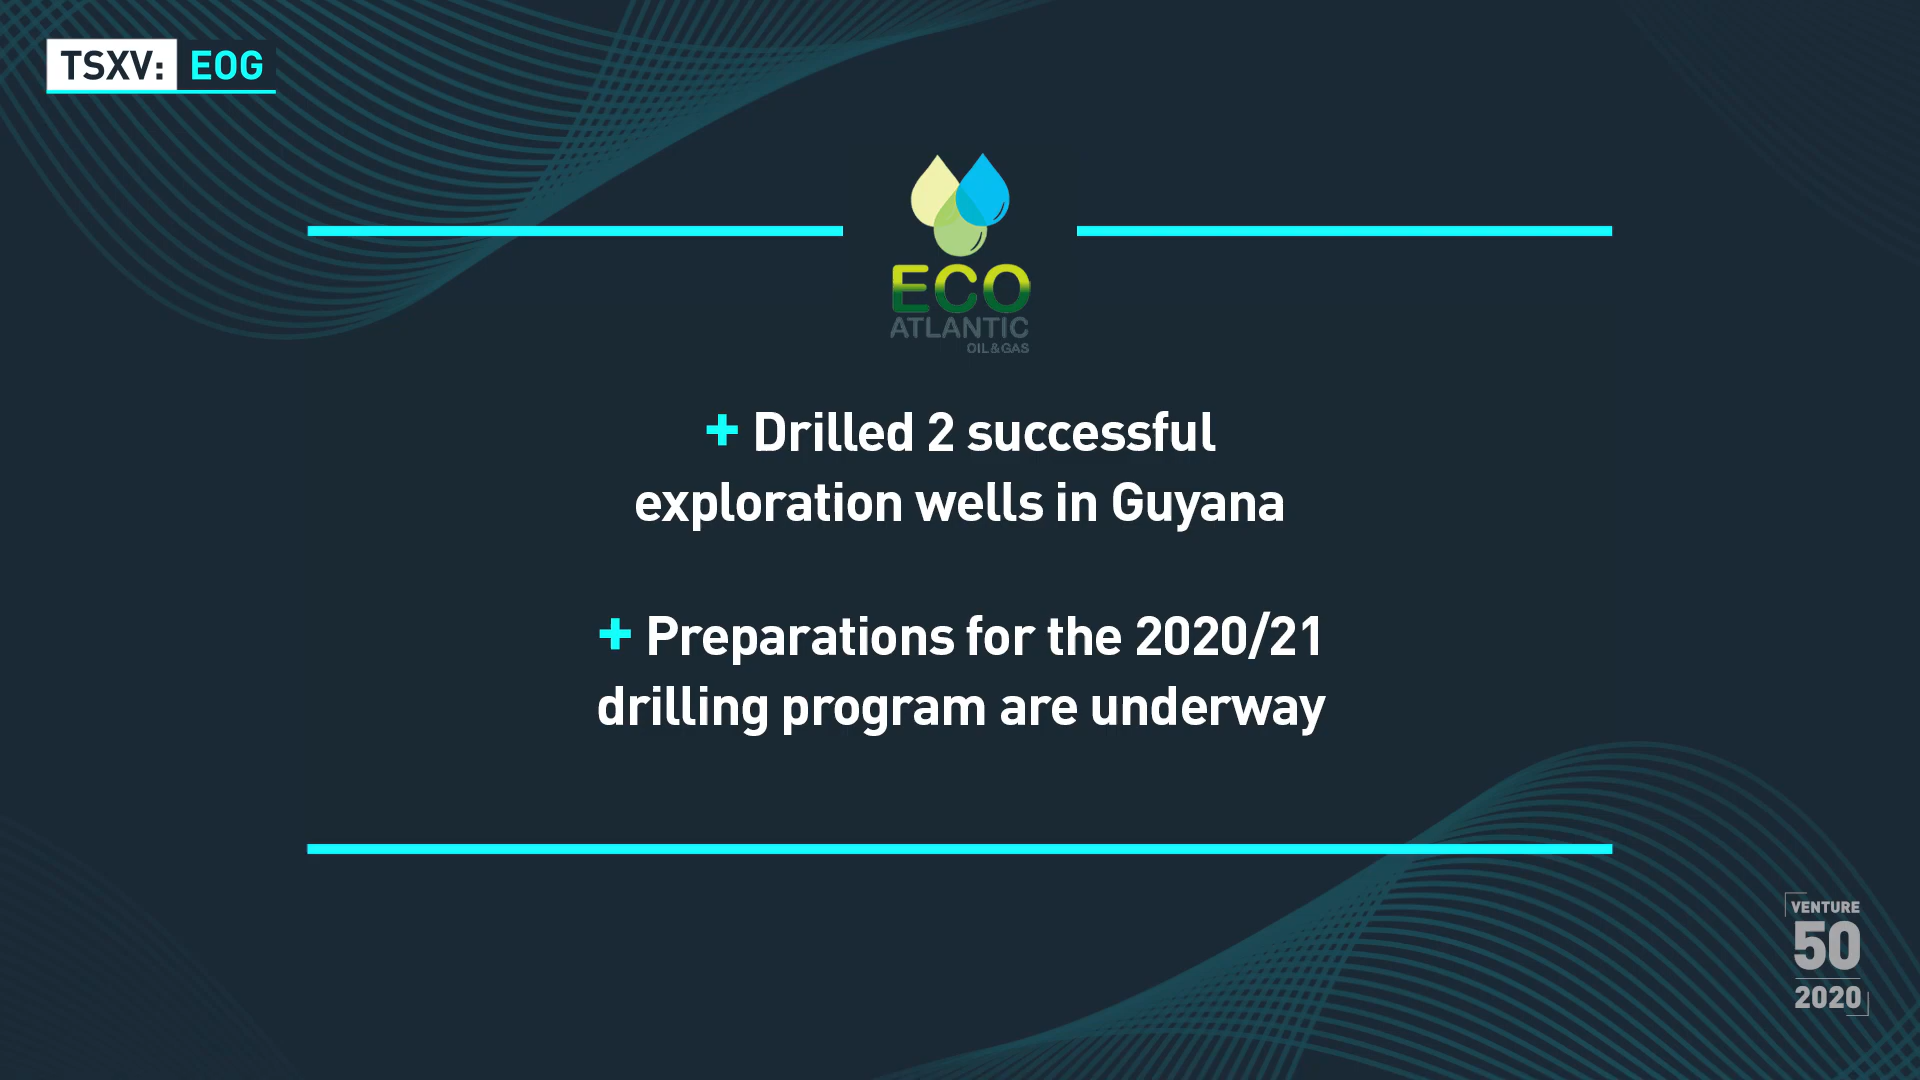 TSXV: EOG
ECO
ATLANTIC
OIL&GAS
+ Drilled 2 successful
exploration wells in Guyana
+ Preparations for the 2020/21
drilling program are underway
VENTURE
50
2020